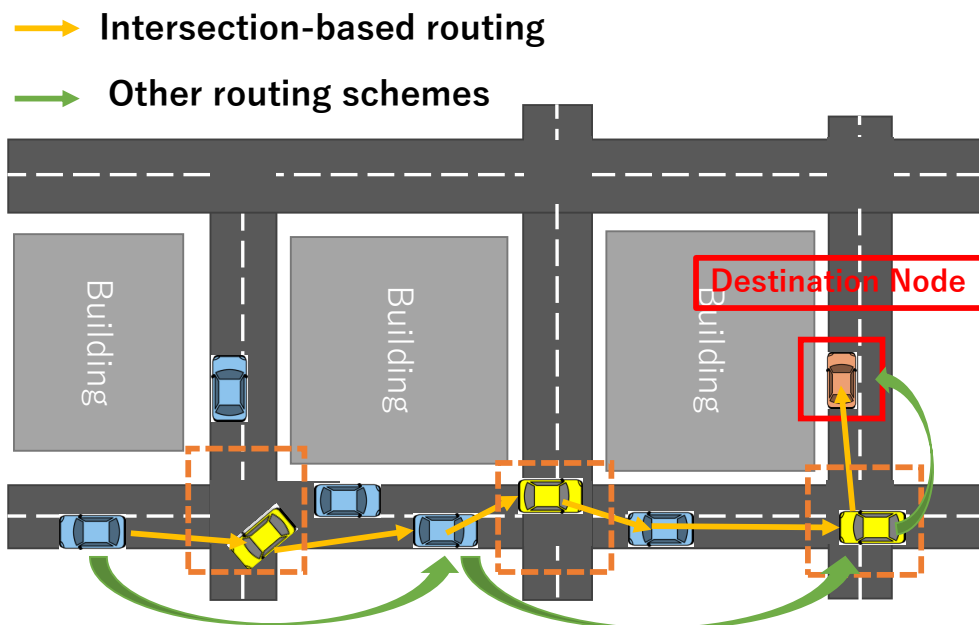 Intersection-based routing
Other routing schemes
Building
Building
Building
Destination Node